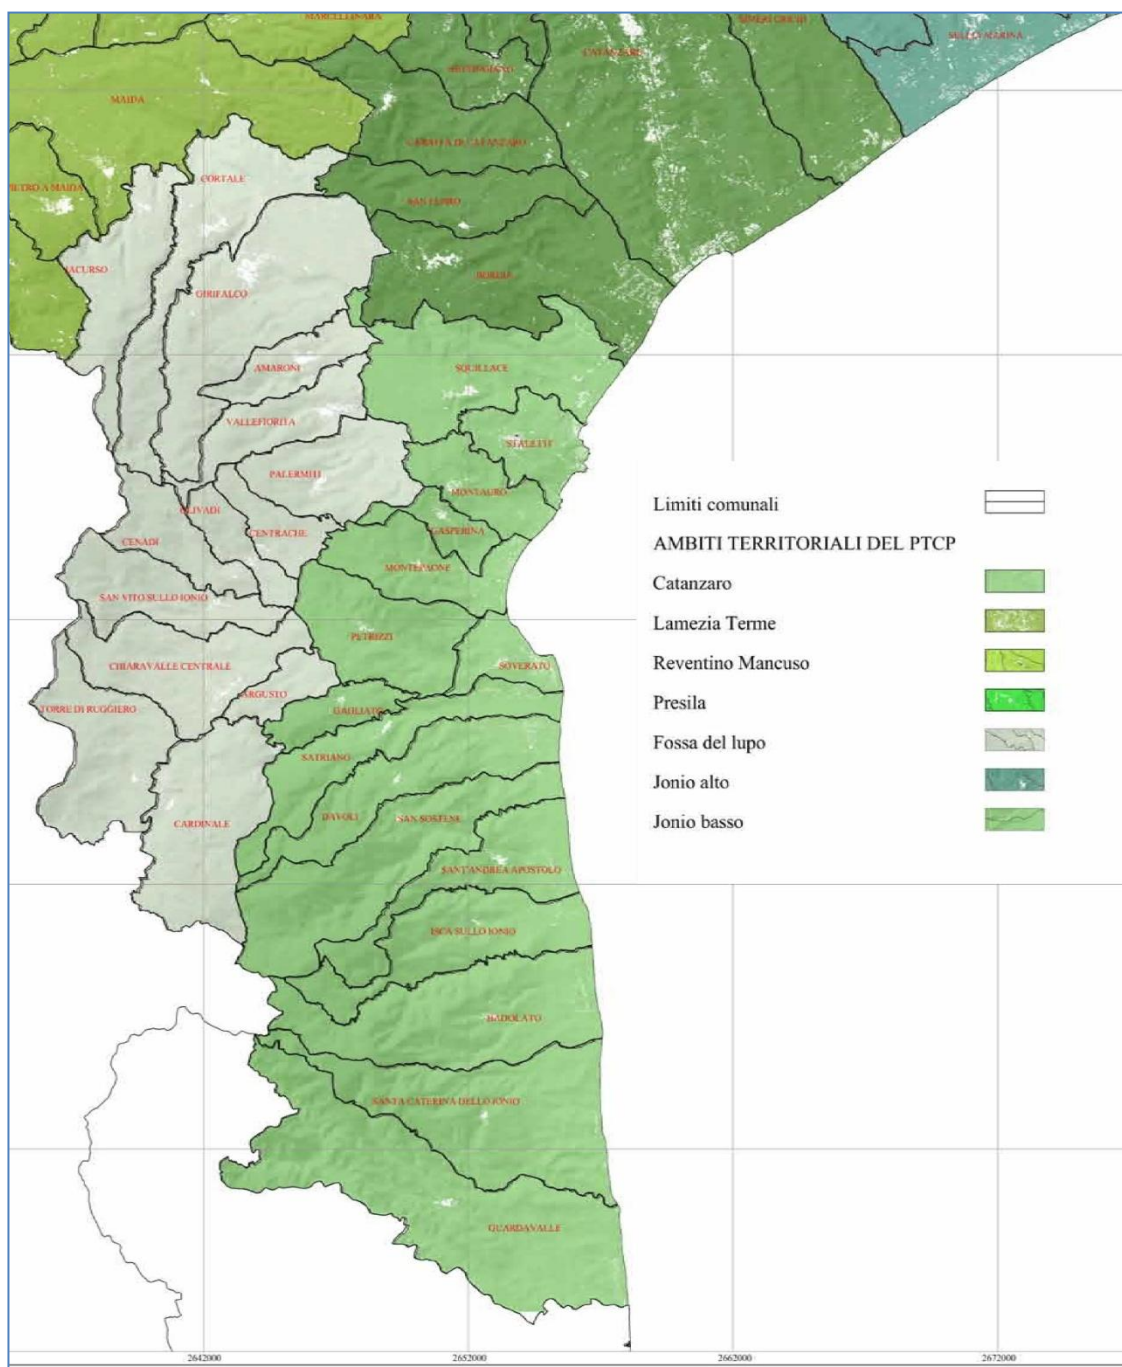 MARCELLINARA
SIMERI CRICHI
SELLIA MARINA
CATANZARO
SETTINGIANO
MAIDA
CARAFFA DI CATANZARO
CORTALE
PIETRO A MAIDA
SAN FLORO
JACURSO
BORGIA
GIRIFALCO
AMARONI
SQUILLACE
VALLEFIORITA
STALETTI
PALERMITI
MONTAURO
OLIVADI
CENTRACHE
GASPERINA
CENADI
MONTEPAONE
SAN VITO SULLO IONIO
PETRIZZI
CHIARAVALLE CENTRALE
SOVERATO
ARGUSTO
TORRE DI RUGGIERO
GAGLIATO
SATRIANO
CARDINALE
DAVOLI
SAN SOSTENE
SANT'ANDREA APOSTOLO
ISCA SULLO IONIO
BADOLATO
SANTA CATERINA DELLO IONIO
GUARDAVALLE
Limiti comunali
AMBITI TERRITORIALI DEL PTCP
Catanzaro
Lamezia Terme
Reventino Mancuso
Presila
Fossa del lupo
Jonio alto
Jonio basso
2642000
2652000
2662000
2672000